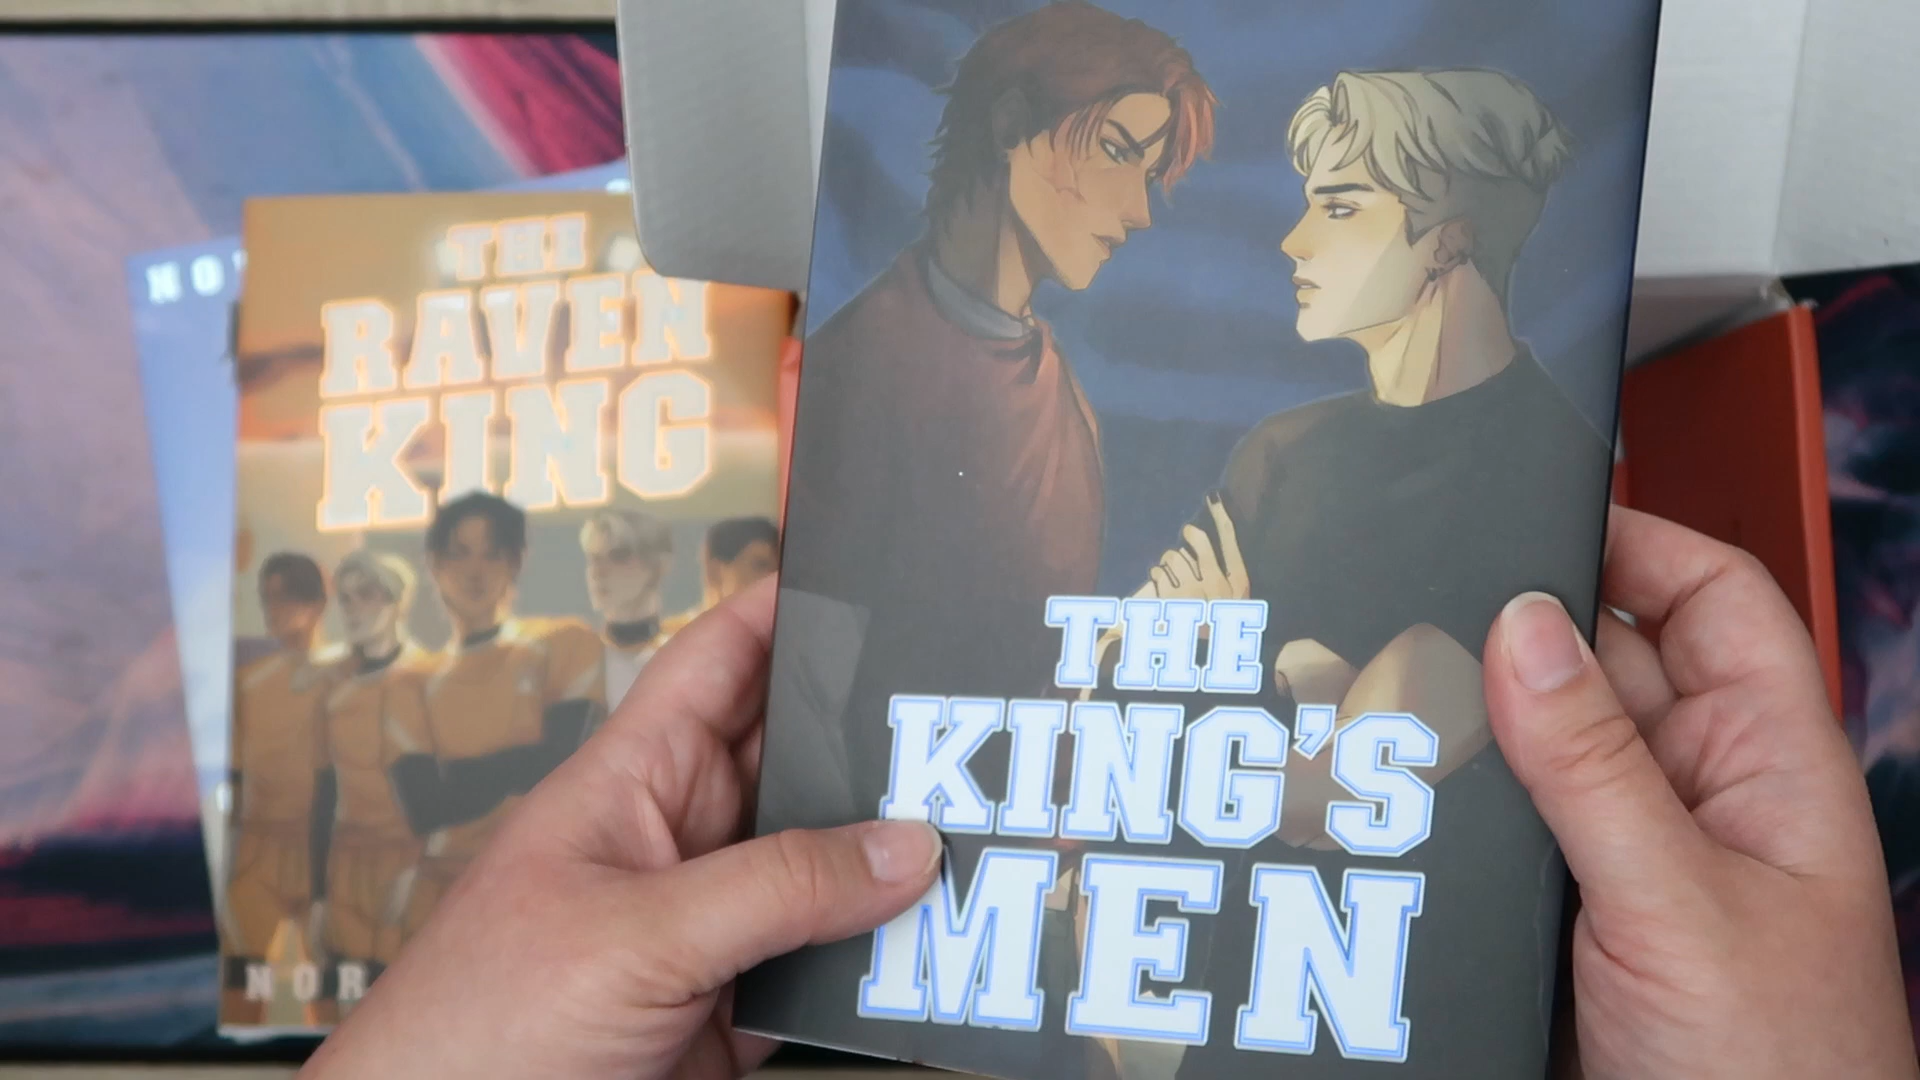 NO
THE
RAVEN
KING
NOR
THE
KING'S
MEN